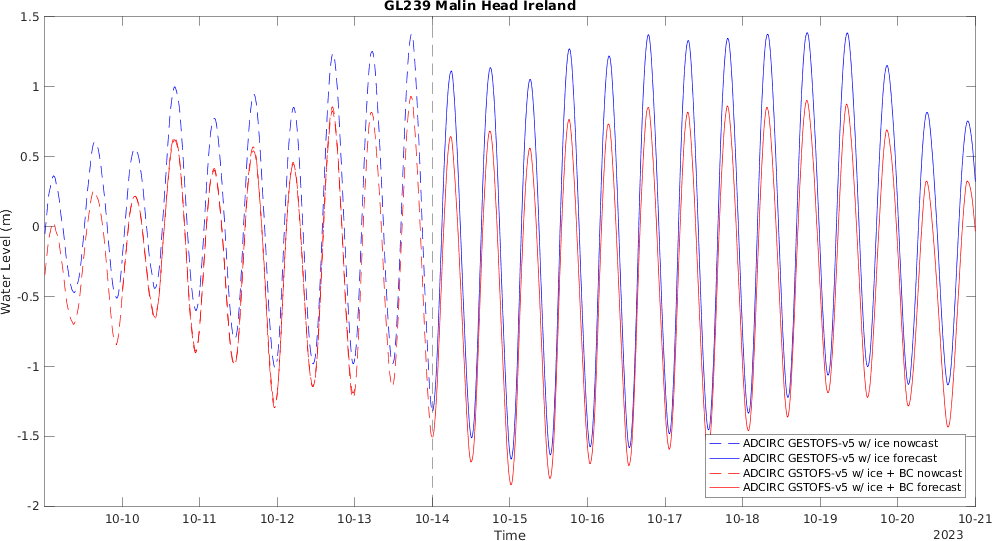 GL239 Malin Head Ireland
1.5
1
0.5
0
-0.5
-1
-1.5
-2
Water Level (m)
ADCIRC GESTOFS-v5 w/ ice nowcast
ADCIRC GESTOFS-v5 w/ ice forecast
ADCIRC GSTOFS-v5 w/ ice + BC nowcast
ADCIRC GSTOFS-v5 w/ ice + BC forecast
10-10 10-11 10-12 10-13 10-14 10-15 10-16 10-17 10-18 10-19 10-20 10-21
Time
2023